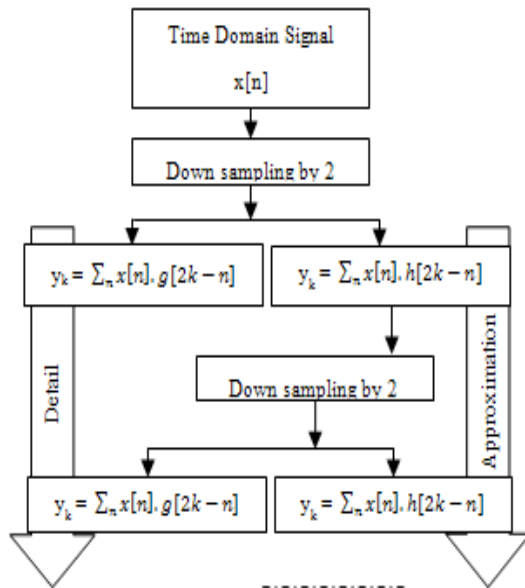 Time Domain Signal
x[n]
Down sampling by 2
y_k = ∑_n x[n]. g[2k − n]
y_k = ∑_n x[n]. h[2k − n]
Detail
Approximation
Down sampling by 2
y_k = ∑_n x[n]. g[2k − n]
y_k = ∑_n x[n]. h[2k − n]